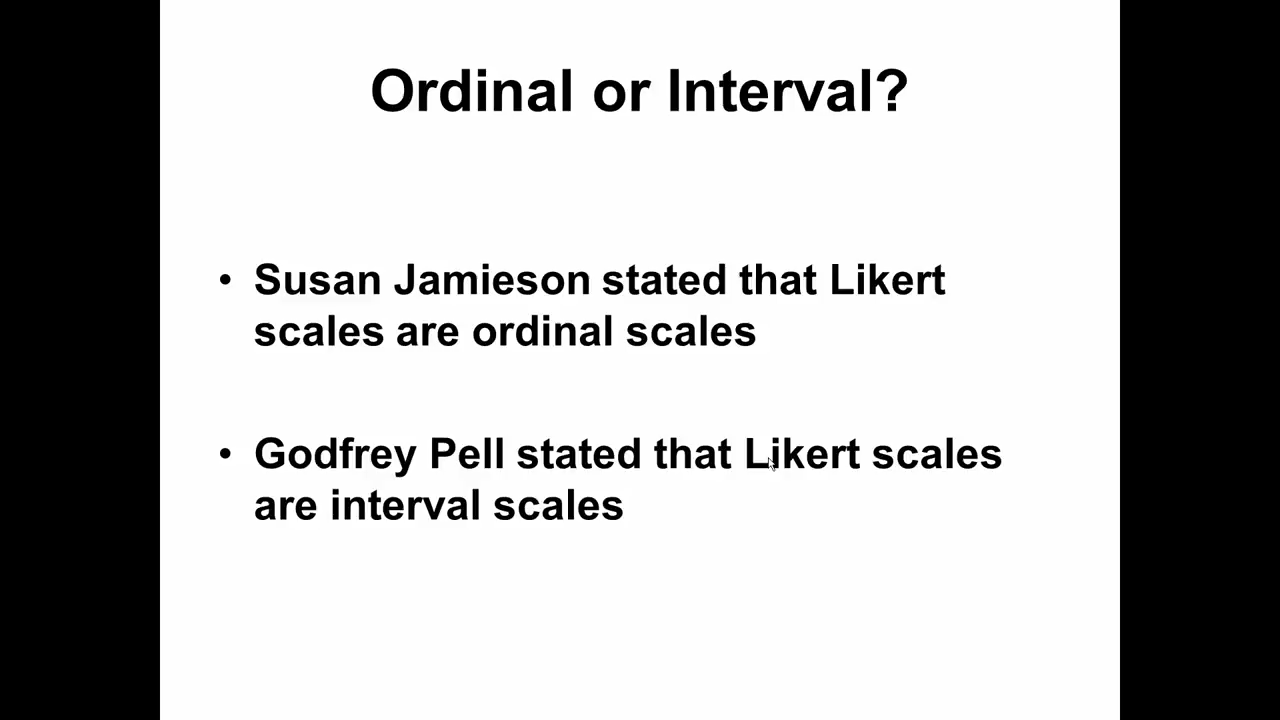 Ordinal or Interval?
• Susan Jamieson stated that Likert
scales are ordinal scales
• Godfrey Pell stated that Likert scales
are interval scales